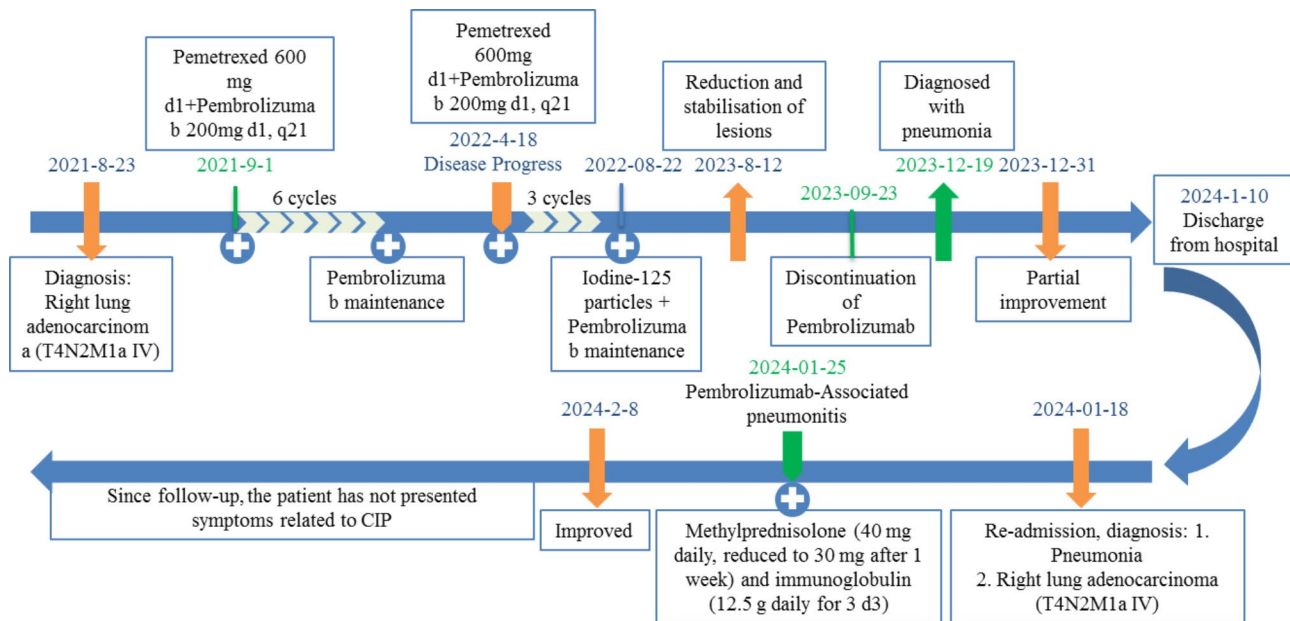 Pemetrexed 600
mg
d1+Pembrolizuma
b 200mg d1, q21
2021-8-23
2021-9-1
6 cycles
Diagnosis:
Right lung
adenocarcinom
a (T4N2M1a IV)
Pembrolizuma
b maintenance
Pemetrexed
600mg
d1+Pembrolizuma
b 200mg d1, q21
2022-4-18
Disease Progress
3 cycles
2022-08-22
Iodine-125
particles +
Pembrolizuma
b maintenance
Reduction and
stabilisation of
lesions
2023-8-12
2023-09-23
Discontinuation
of
Pembrolizumab
Diagnosed
with
pneumonia
2023-12-19
2023-12-31
Partial
improvement
2024-1-10
Discharge
from hospital
2024-01-18
Re-admission, diagnosis: 1.
Pneumonia
2. Right lung adenocarcinoma
(T4N2M1a IV)
2024-01-25
Pembrolizumab-Associated
pneumonitis
Methylprednisolone (40 mg
daily, reduced to 30 mg after 1
week) and immunoglobulin
(12.5 g daily for 3 d3)
2024-2-8
Improved
Since follow-up, the patient has not presented
symptoms related to CIP